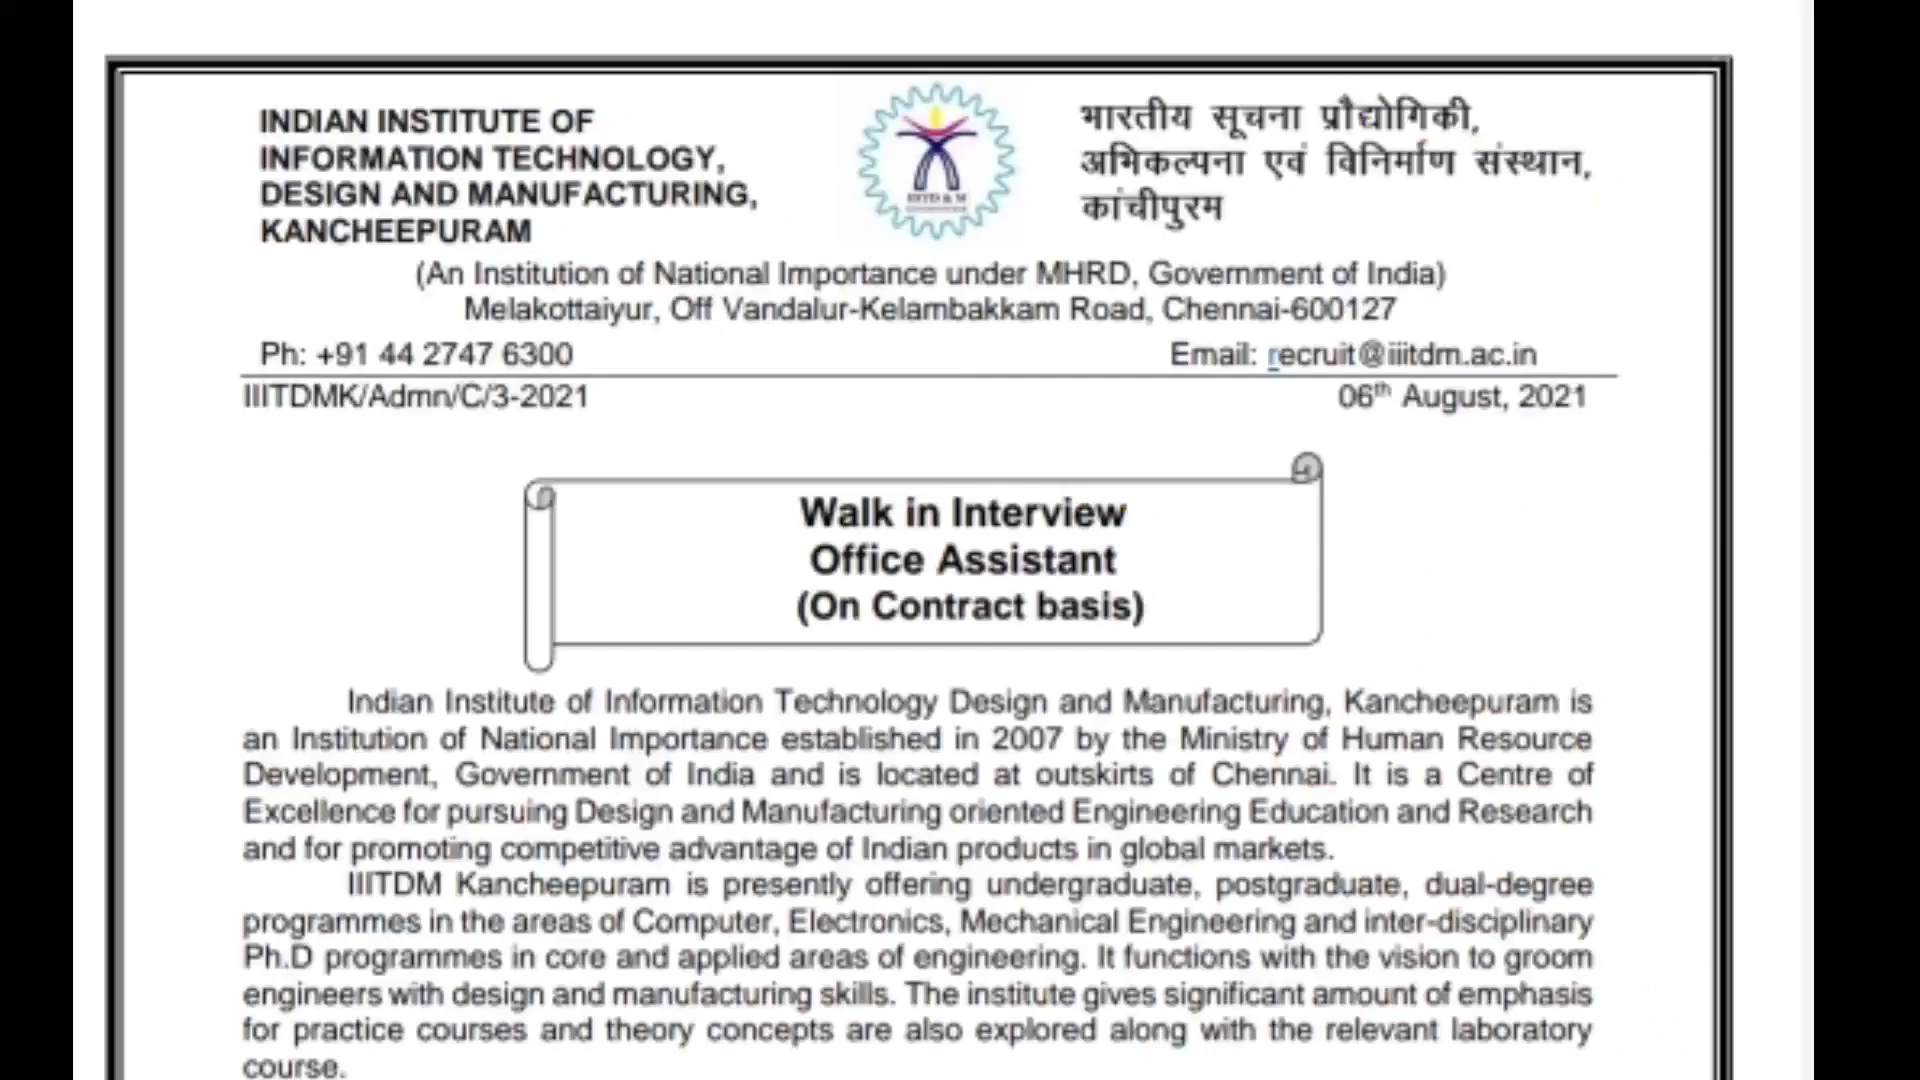 INDIAN INSTITUTE OF
INFORMATION TECHNOLOGY,
DESIGN AND MANUFACTURING,
KANCHEEPURAM
भारतीय सूचना प्रौद्योगिकी,
अभिकल्पना एवं विनिर्माण संस्थान,
कांचीपुरम
(An Institution of National Importance under MHRD, Government of India)
Melakottaiyur, Off Vandalur-Kelambakkam Road, Chennai-600127
Ph: +91 44 2747 6300 Email: recruit@iiitdm.ac.in
IIITDMK/Admn/C/3-2021 06th August, 2021
Walk in Interview
Office Assistant
(On Contract basis)
Indian Institute of Information Technology Design and Manufacturing, Kancheepuram is
an Institution of National Importance established in 2007 by the Ministry of Human Resource
Development, Government of India and is located at outskirts of Chennai. It is a Centre of
Excellence for pursuing Design and Manufacturing oriented Engineering Education and Research
and for promoting competitive advantage of Indian products in global markets.
IIITDM Kancheepuram is presently offering undergraduate, postgraduate, dual-degree
programmes in the areas of Computer, Electronics, Mechanical Engineering and inter-disciplinary
Ph.D programmes in core and applied areas of engineering. It functions with the vision to groom
engineers with design and manufacturing skills. The institute gives significant amount of emphasis
for practice courses and theory concepts are also explored along with the relevant laboratory
course.